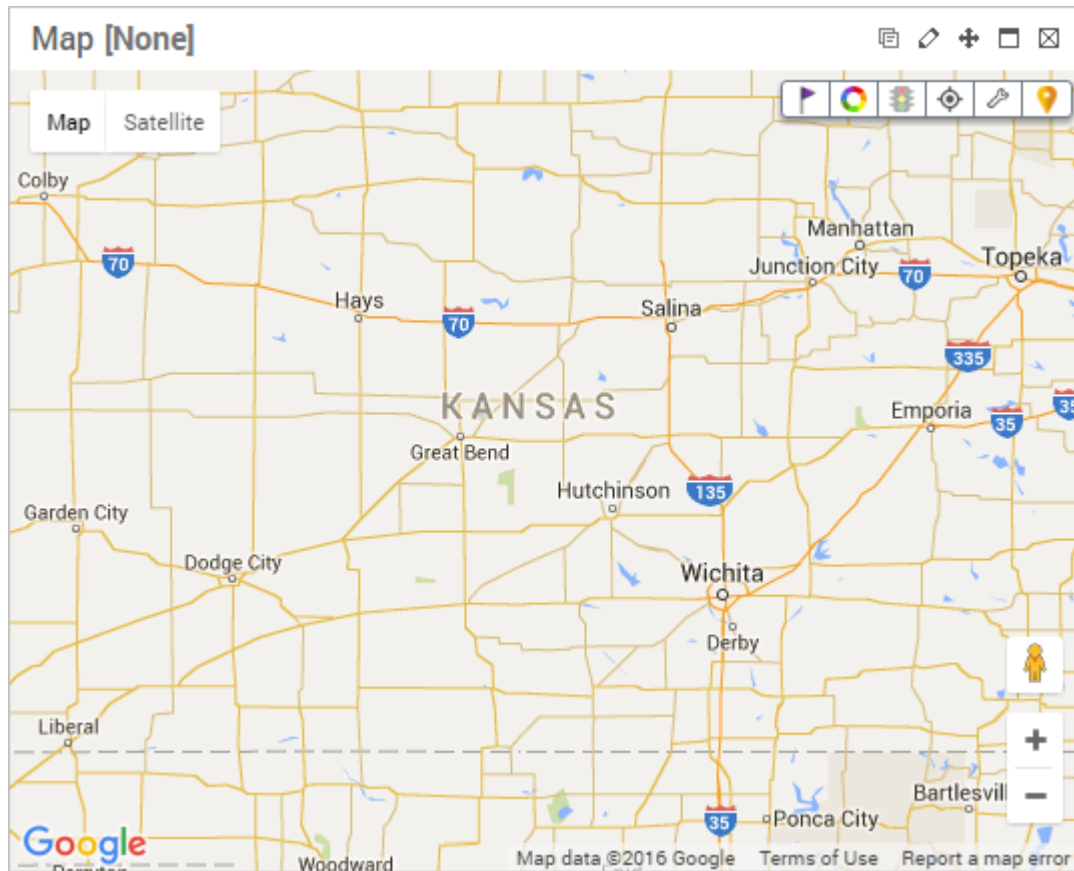 Map [None]
Map Satellite
Colby
Manhattan
Topeka
Junction City
70
70
Hays
Salina
70
335
KANSAS
Emporia
35
35
Great Bend
Hutchinson
135
Garden City
Dodge City
Wichita
Derby
Liberal
Bartlesvil
35
Ponca City
Google
Woodward
Map data ©2016 Google Terms of Use Report a map error